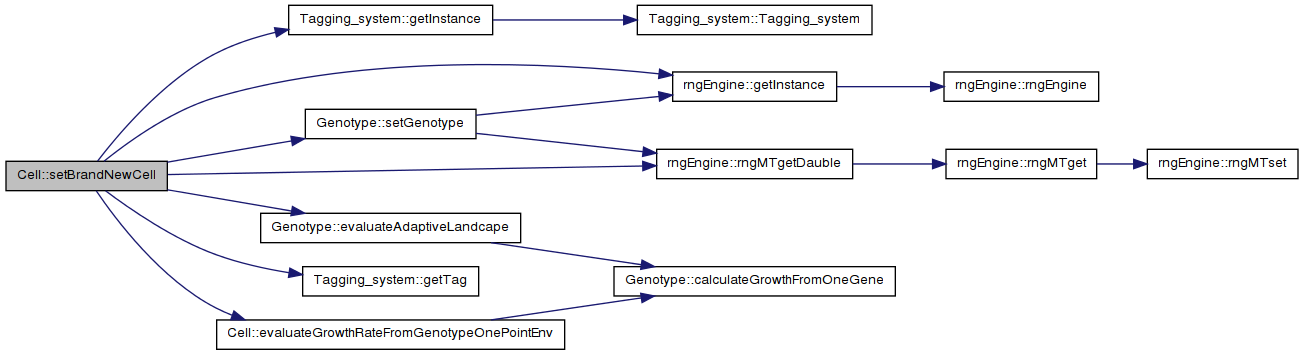 Tagging_system::getInstance
Tagging_system::Tagging_system
rngEngine::getInstance
rngEngine::rngEngine
Genotype::setGenotype
rngEngine::rngMTgetDauble
rngEngine::rngMTget
rngEngine::rngMTset
Cell::setBrandNewCell
Genotype::evaluateAdaptiveLandcape
Tagging_system::getTag
Genotype::calculateGrowthFromOneGene
Cell::evaluateGrowthRateFromGenotypeOnePointEnv